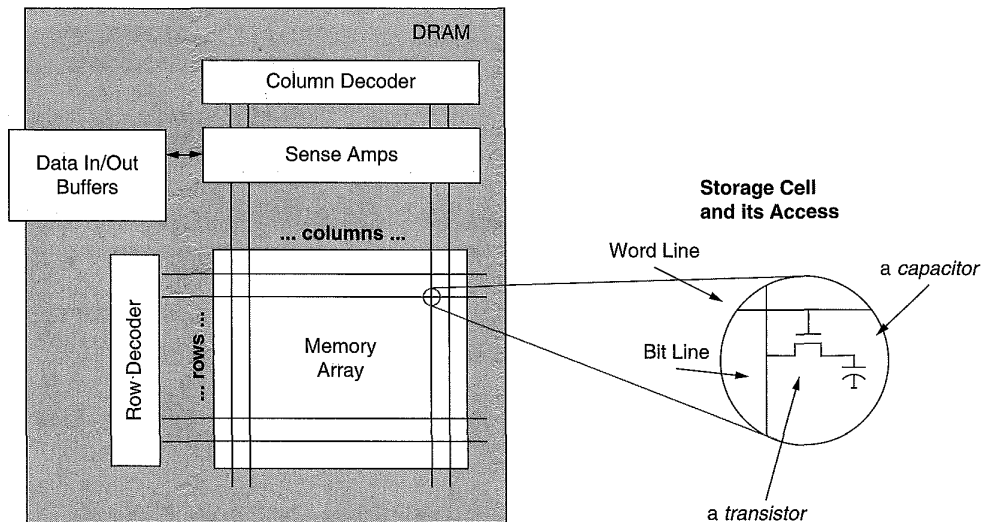 DRAM
Column Decoder
Data In/Out
Buffers
Sense Amps
... columns ...
Row Decoder
... rows ...
Memory
Array
Storage Cell
and its Access
Word Line
a capacitor
Bit Line
a transistor